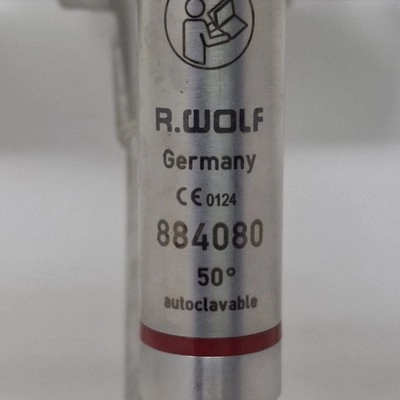 R.WOLF
Germany
CE 0124
884080
50°
autoclavable